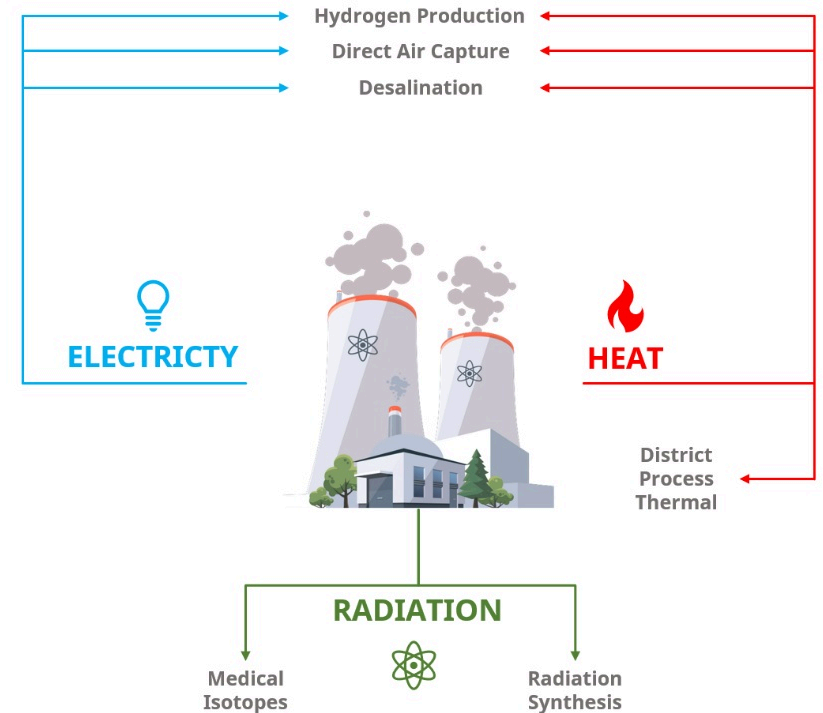 Hydrogen Production
Direct Air Capture
Desalination
ELECTRICTY
HEAT
District
Process
Thermal
RADIATION
Medical
Isotopes
Radiation
Synthesis